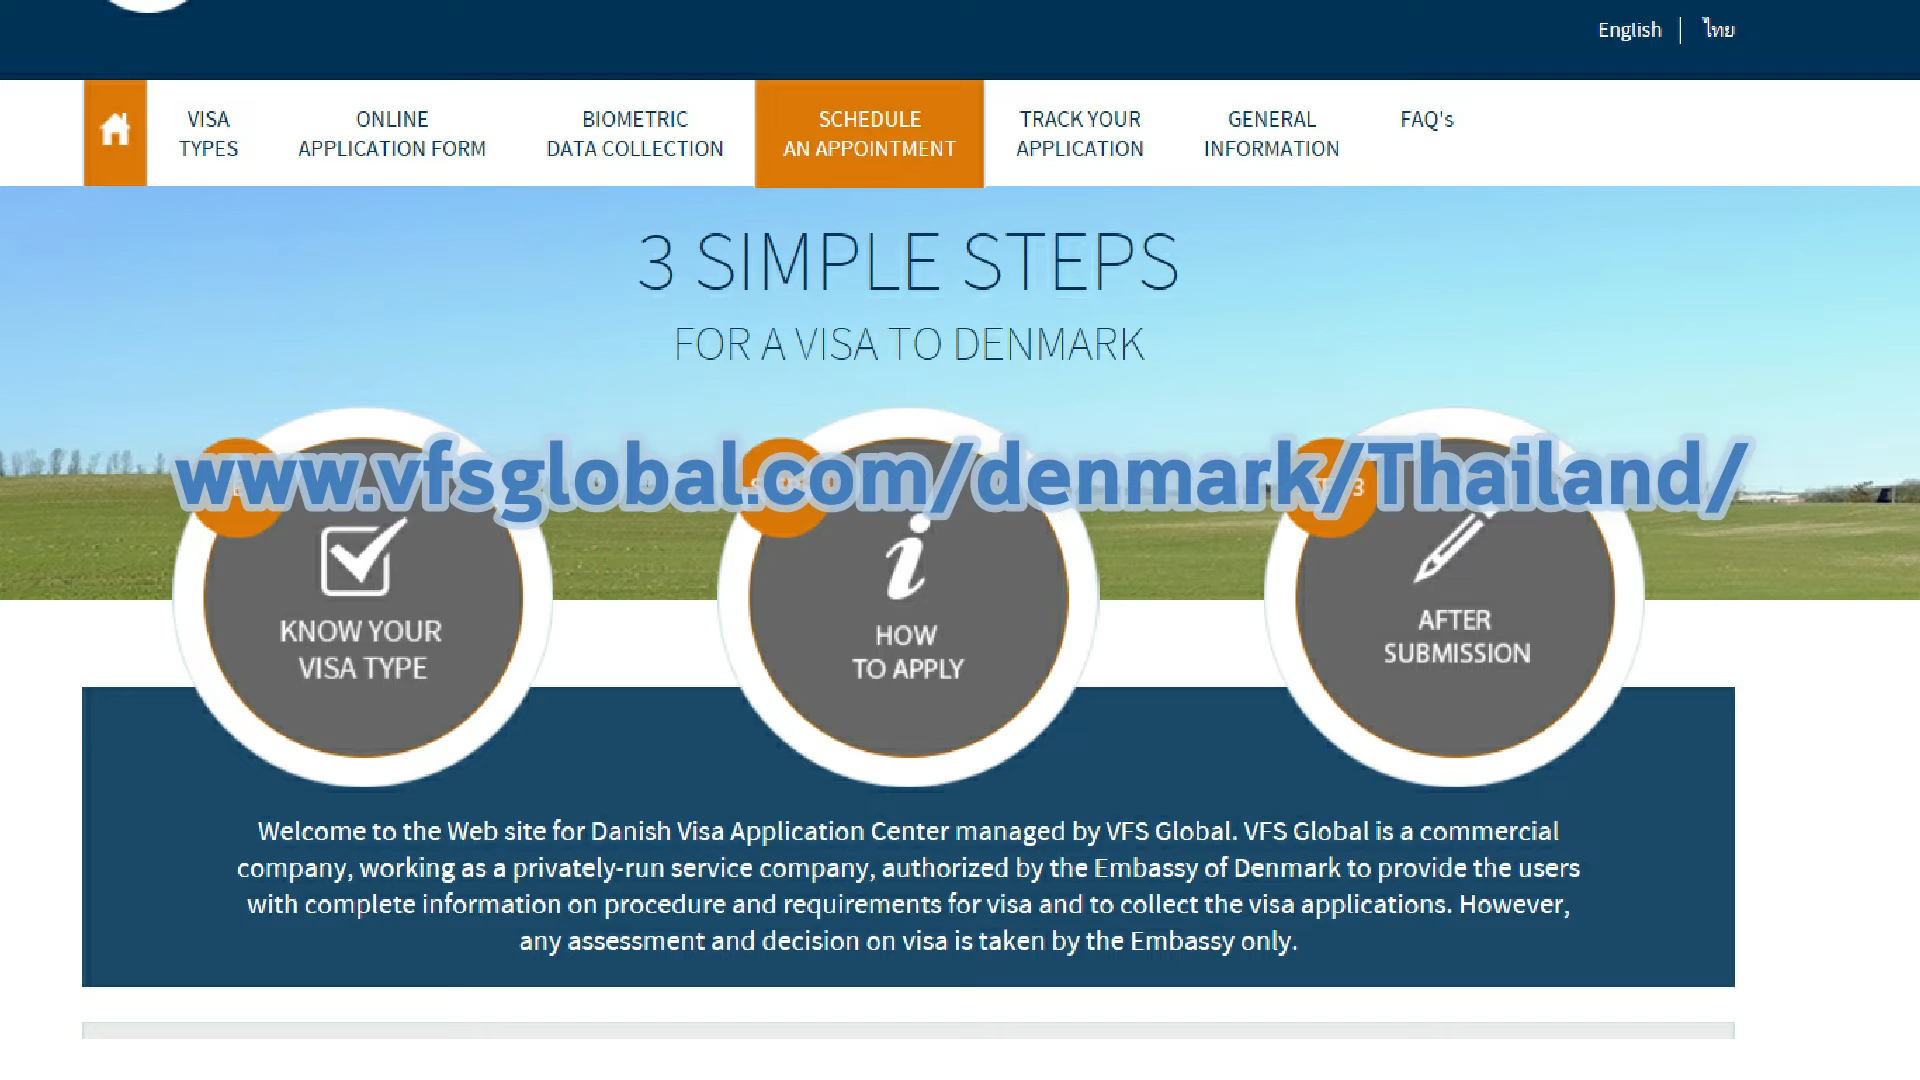 English | ไทย
VISA TYPES
ONLINE APPLICATION FORM
BIOMETRIC DATA COLLECTION
SCHEDULE AN APPOINTMENT
TRACK YOUR APPLICATION
GENERAL INFORMATION
FAQ's
3 SIMPLE STEPS
FOR A VISA TO DENMARK
www.vfsglobal.com/denmark/Thailand/
KNOW YOUR
VISA TYPE
HOW
TO APPLY
AFTER
SUBMISSION
Welcome to the Web site for Danish Visa Application Center managed by VFS Global. VFS Global is a commercial
company, working as a privately-run service company, authorized by the Embassy of Denmark to provide the users
with complete information on procedure and requirements for visa and to collect the visa applications. However,
any assessment and decision on visa is taken by the Embassy only.